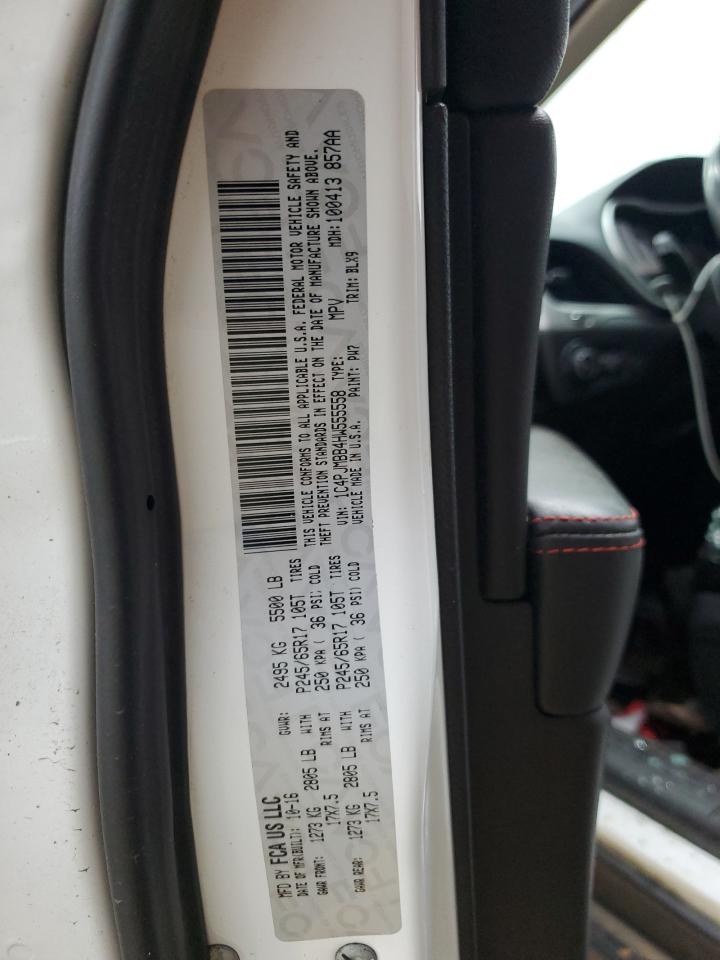 MFD BY FCA US LLC
DATE OF MFR(BUILT): 10-16 GVWR: 2495 KG 5500 LB
GAWR FRONT: 1273 KG 2805 LB WITH P245/65R17 105T TIRES
17X7.5 RIMS AT 250 KPA ( 36 PSI) COLD
GAWR REAR: 1273 KG 2805 LB WITH P245/65R17 105T TIRES
17X7.5 RIMS AT 250 KPA ( 36 PSI) COLD
THIS VEHICLE CONFORMS TO ALL APPLICABLE U.S.A. FEDERAL MOTOR VEHICLE SAFETY AND
THEFT PREVENTION STANDARDS IN EFFECT ON THE DATE OF MANUFACTURE SHOWN ABOVE.
VIN: 1C4PJMBB4HW555558 TYPE: MPV MDH: 100413 857AA
VEHICLE MADE IN U.S.A. PAINT: PW7 TRIM: BLX9